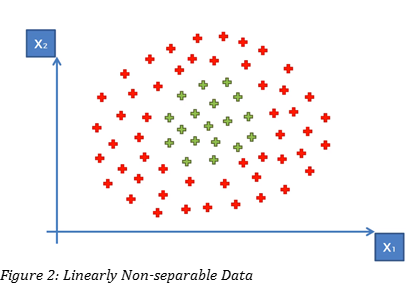 X₂
X₁
Figure 2: Linearly Non-separable Data